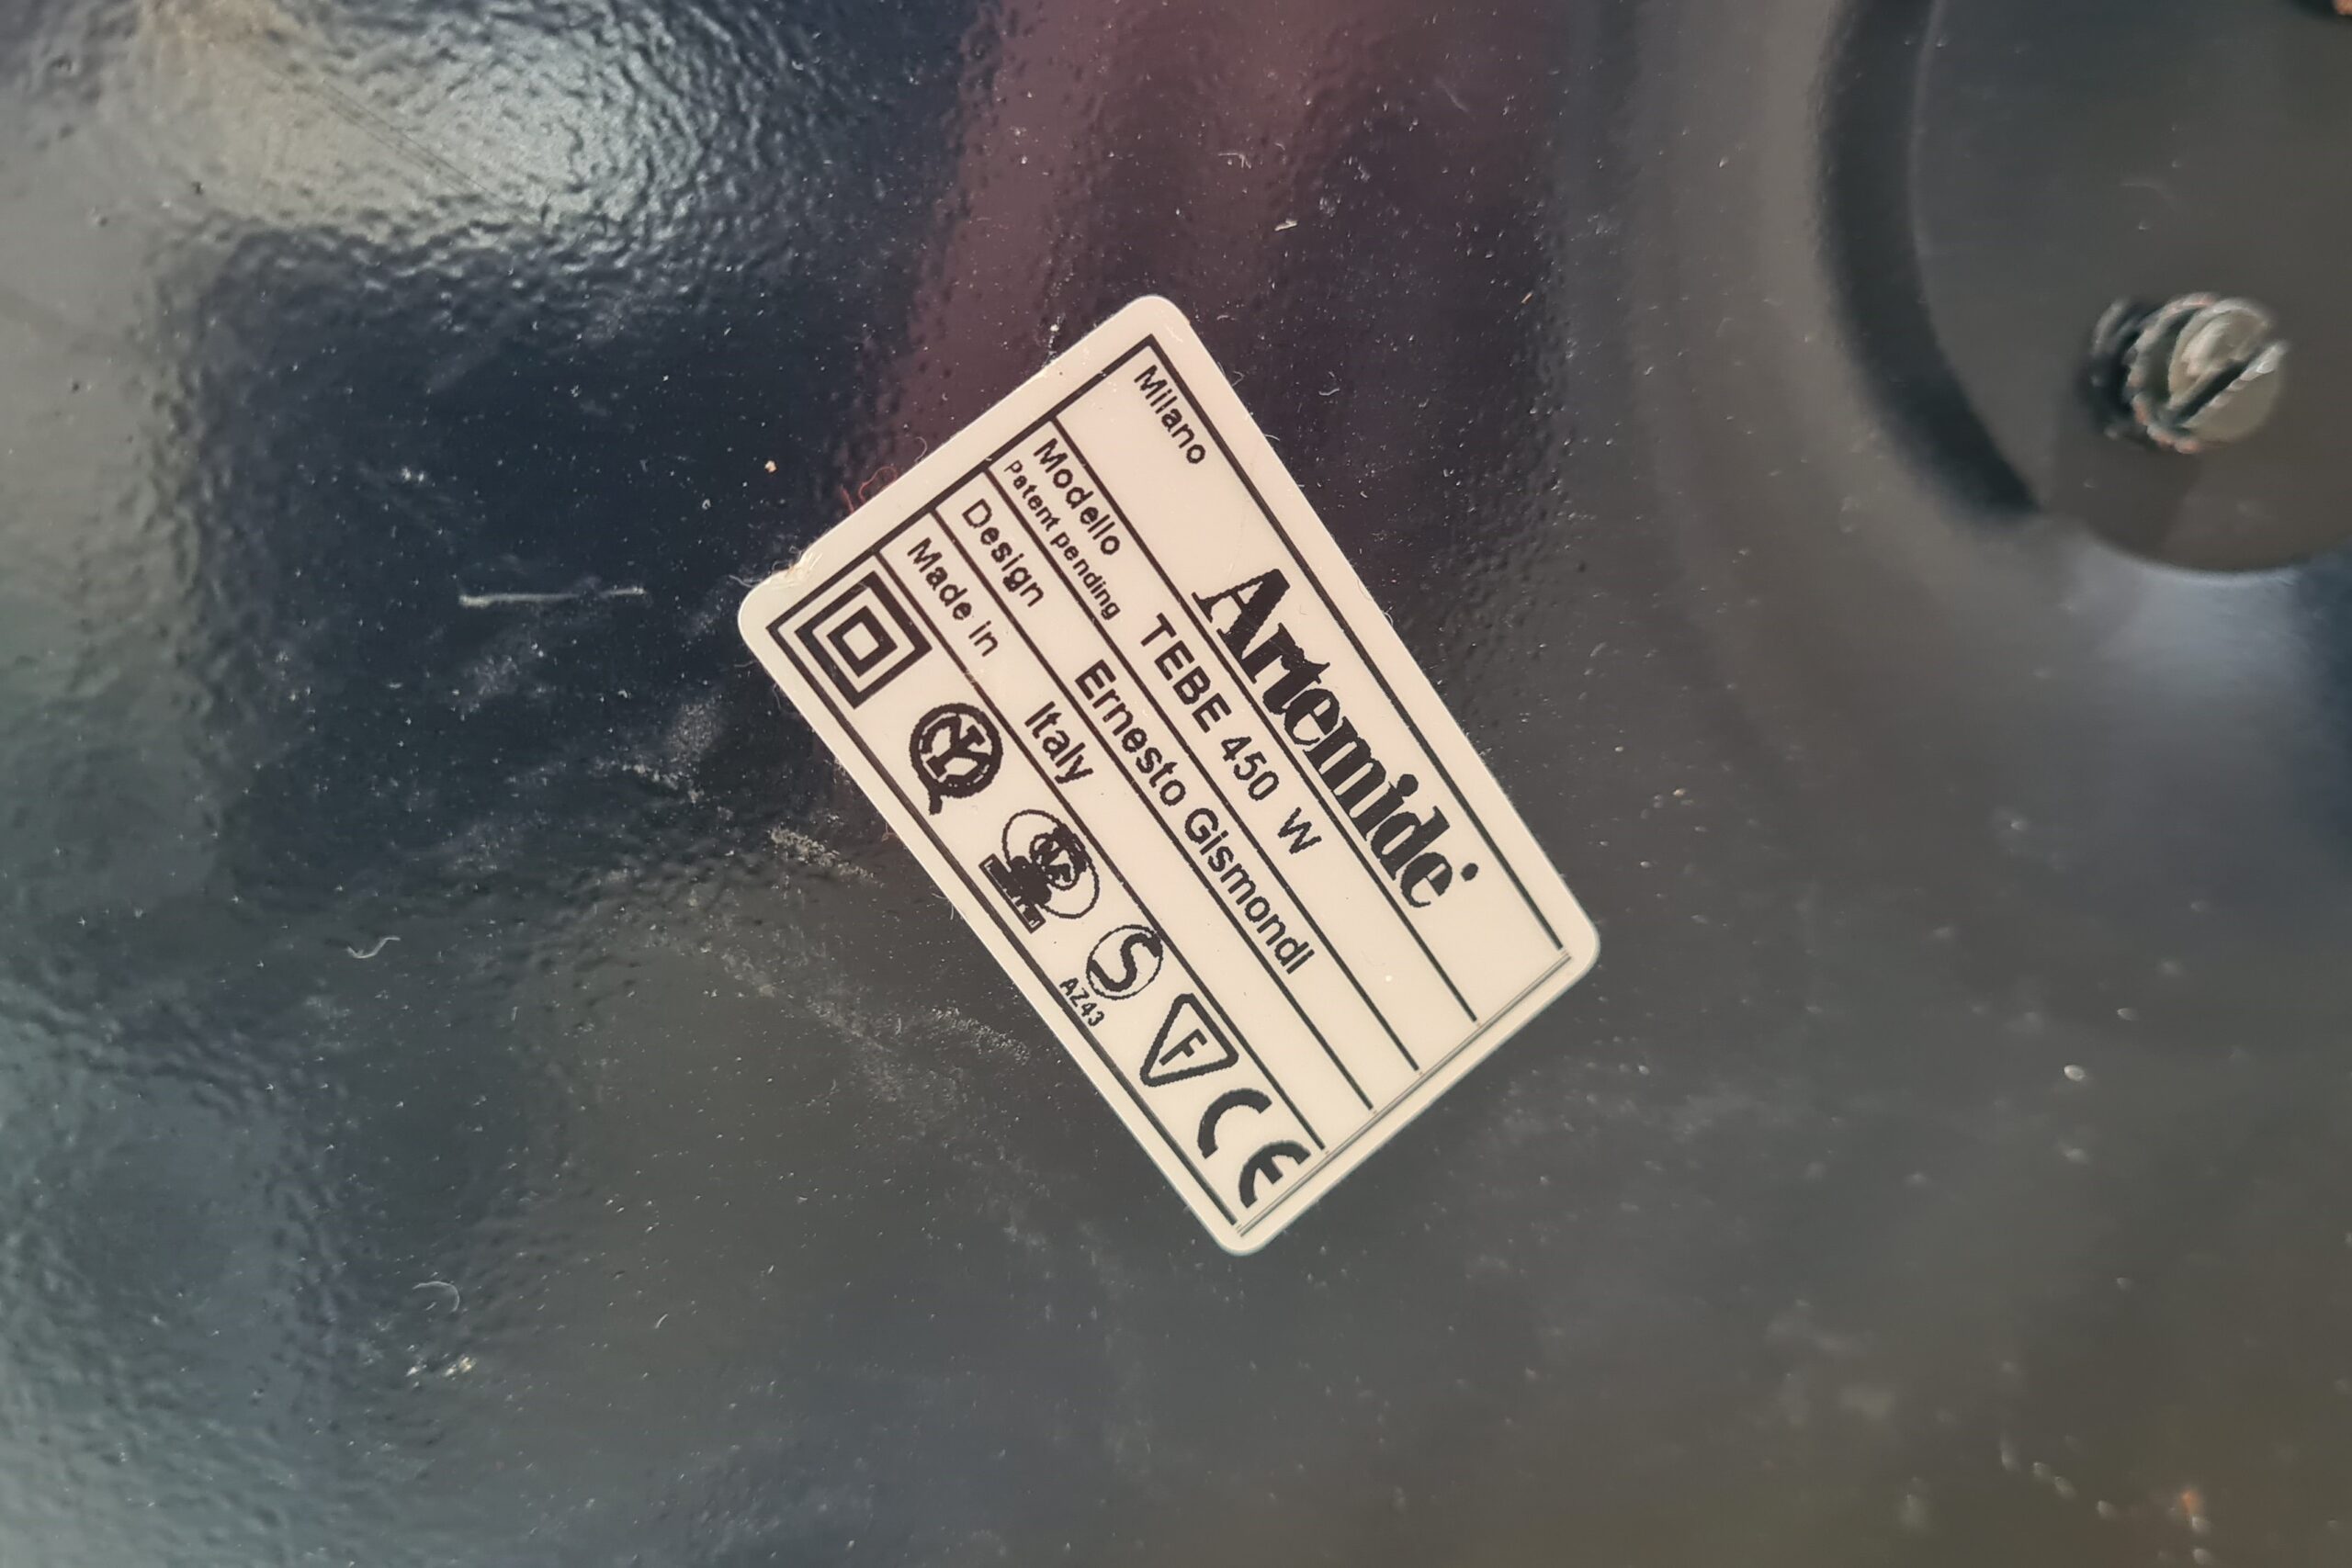 Milano
Artemide
Modello
Patent pending
TEBE 450 W
Design Ernesto Gismondi
Made in Italy
S
F
CE
AZ43